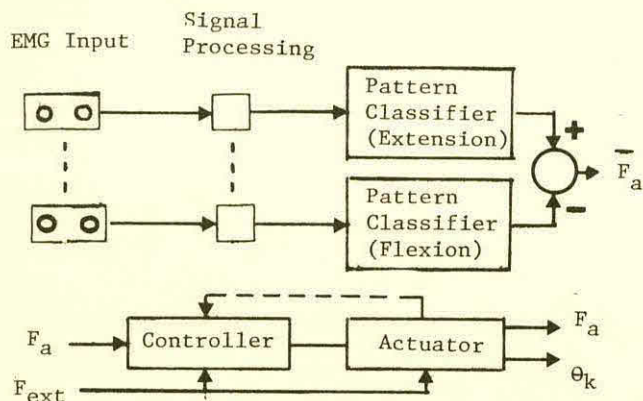 EMG Input
Signal
Processing
Pattern
Classifier
(Extension)
+
F̅a
Pattern
Classifier
(Flexion)
−
Fa
Controller
Actuator
Fa
θk
Fext